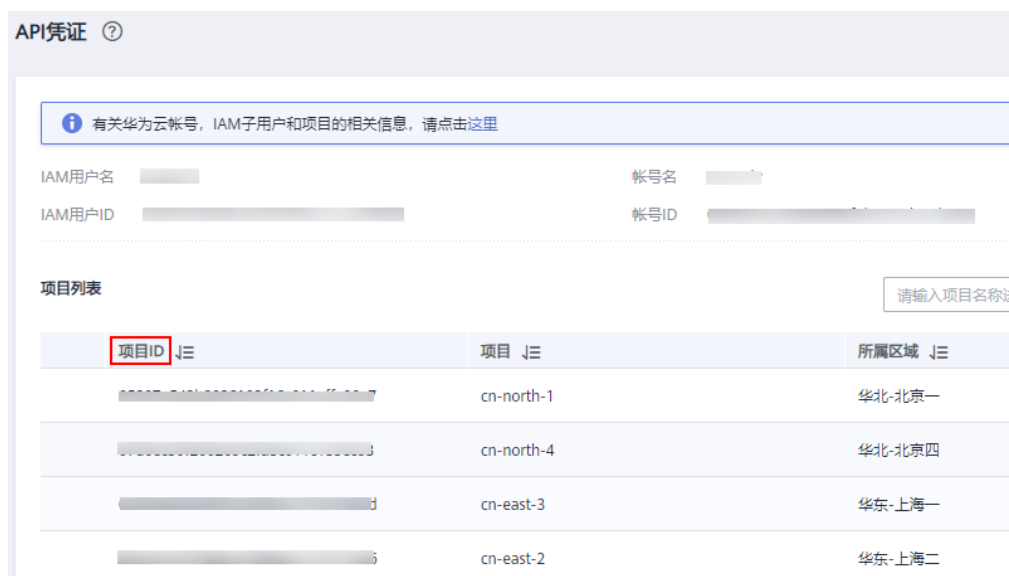 API凭证
有关华为云帐号，IAM子用户和项目的相关信息，请点击这里
IAM用户名
帐号名
IAM用户ID
帐号ID
项目列表
请输入项目名称
项目ID 项目 所属区域
cn-north-1 华北-北京一
cn-north-4 华北-北京四
cn-east-3 华东-上海一
cn-east-2 华东-上海二